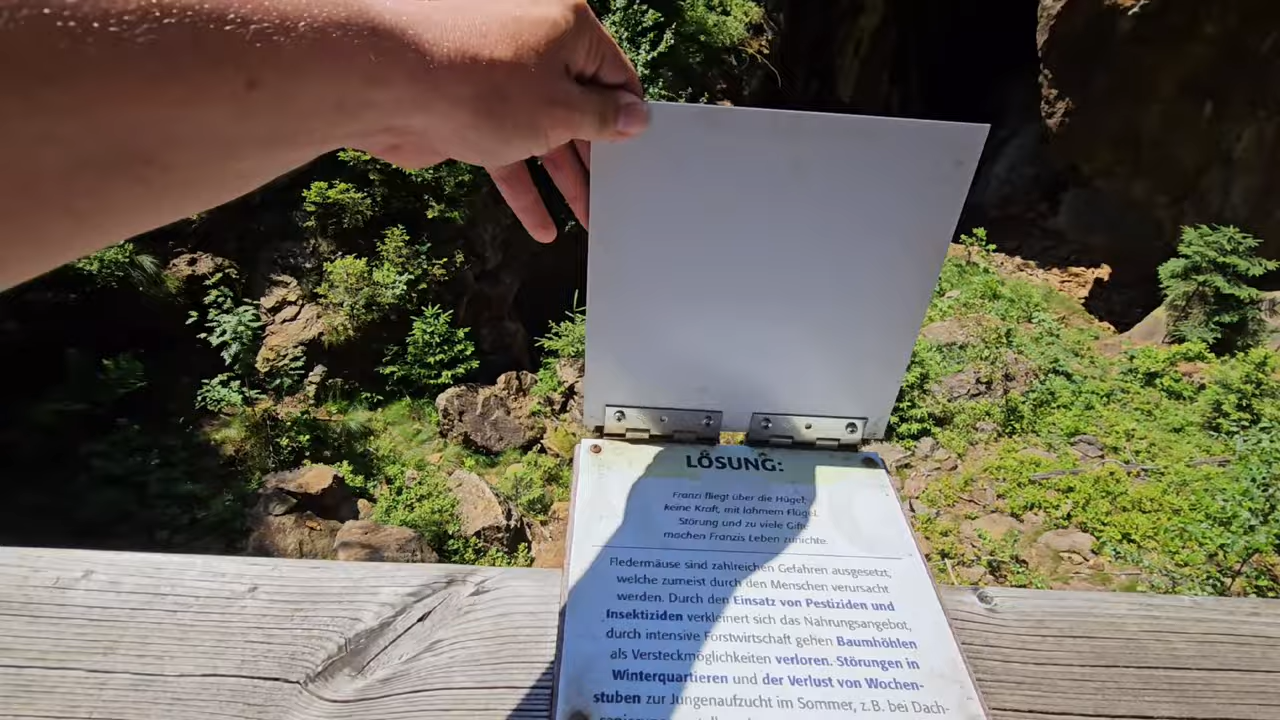 LÖSUNG:
Franzi fliegt über die Hügel,
keine Kraft, mit lahmem Flügel.
Störung und zu viele Gifte
machen Franzis Leben zunichte.
Fledermäuse sind zahlreichen Gefahren ausgesetzt,
welche zumeist durch den Menschen verursacht
werden. Durch den Einsatz von Pestiziden und
Insektiziden verkleinert sich das Nahrungsangebot,
durch intensive Forstwirtschaft gehen Baumhöhlen
als Versteckmöglichkeiten verloren. Störungen in
Winterquartieren und der Verlust von Wochen-
stuben zur Jungenaufzucht im Sommer, z.B. bei Dach-